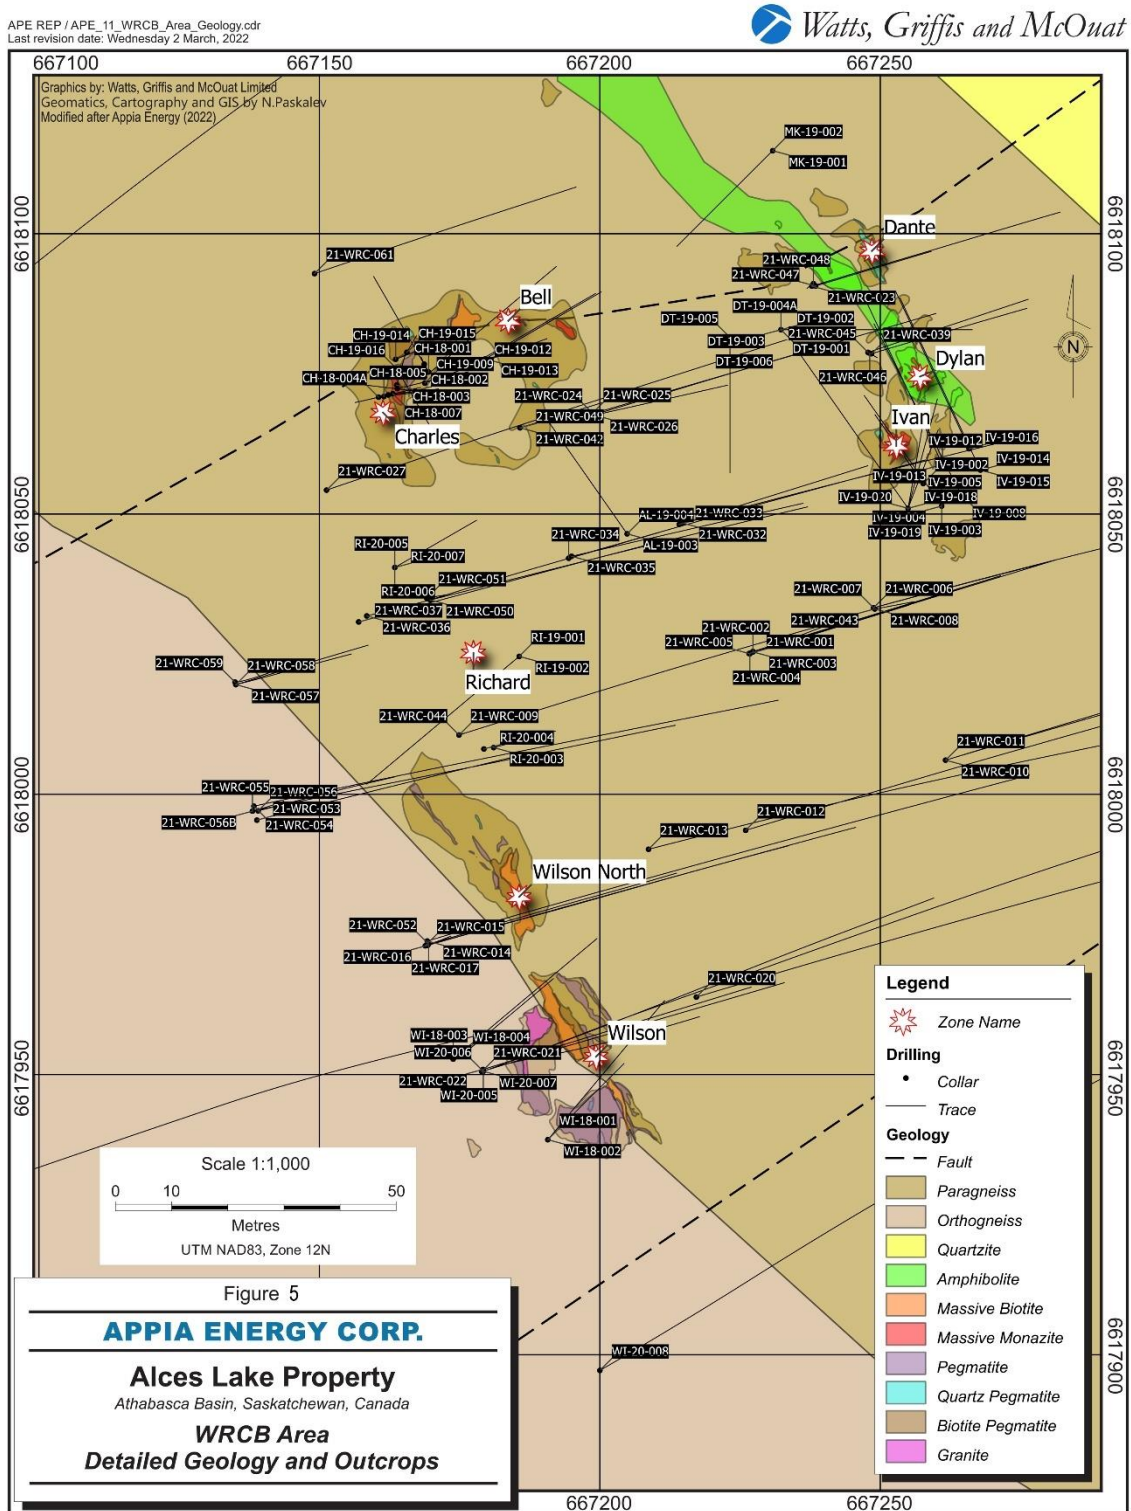 APE REP / APE_11_WRCB_Area_Geology.cdr
Last revision date: Wednesday 2 March, 2022
Watts, Griffis and McOuat
667100 667150 667200 667250
Graphics by: Watts, Griffis and McOuat Limited
Geomatics, Cartography and GIS by N.Paskalev
Modified after Appia Energy (2022)
MK-19-002
MK-19-001
6618100
6618100
Dante
21-WRC-061
21-WRC-048
21-WRC-047
21-WRC-023
Bell
DT-19-004A
DT-19-005
DT-19-002
CH-19-014
CH-19-015
21-WRC-045
21-WRC-039
CH-19-016
CH-18-001
CH-19-012
DT-19-003
DT-19-001
CH-19-009
DT-19-006
Dylan
CH-18-004A
CH-18-005
CH-18-002
CH-19-013
21-WRC-046
CH-18-003
21-WRC-024
21-WRC-025
CH-18-007
21-WRC-049
Ivan
21-WRC-026
Charles
21-WRC-042
IV-19-012
IV-19-016
21-WRC-027
IV-19-002
IV-19-014
IV-19-013
IV-19-005
IV-19-015
IV-19-020
IV-19-018
6618050
6618050
AL-19-004
21-WRC-033
IV-19-004
IV-19-008
21-WRC-034
21-WRC-032
IV-19-019
IV-19-003
RI-20-005
AL-19-003
RI-20-007
21-WRC-035
21-WRC-051
RI-20-006
21-WRC-007
21-WRC-006
21-WRC-037
21-WRC-050
21-WRC-036
21-WRC-043
21-WRC-008
21-WRC-002
RI-19-001
21-WRC-005
21-WRC-001
21-WRC-059
21-WRC-058
RI-19-002
21-WRC-003
21-WRC-057
Richard
21-WRC-004
21-WRC-044
21-WRC-009
RI-20-004
21-WRC-011
RI-20-003
21-WRC-010
21-WRC-055
21-WRC-056
6618000
6618000
21-WRC-053
21-WRC-056B
21-WRC-054
21-WRC-012
21-WRC-013
Wilson North
21-WRC-052
21-WRC-015
21-WRC-016
21-WRC-014
21-WRC-017
21-WRC-020
WI-18-003
WI-18-004
Wilson
WI-20-006
21-WRC-021
21-WRC-022
WI-20-007
WI-20-005
6617950
6617950
WI-18-001
WI-18-002
WI-20-008
6617900
Legend
Zone Name
Drilling
Collar
Trace
Geology
Fault
Paragneiss
Orthogneiss
Quartzite
Amphibolite
Massive Biotite
Massive Monazite
Pegmatite
Quartz Pegmatite
Biotite Pegmatite
Granite
N
Scale 1:1,000
0 10 50
Metres
UTM NAD83, Zone 12N
Figure 5
APPIA ENERGY CORP.
Alces Lake Property
Athabasca Basin, Saskatchewan, Canada
WRCB Area
Detailed Geology and Outcrops
667200 667250